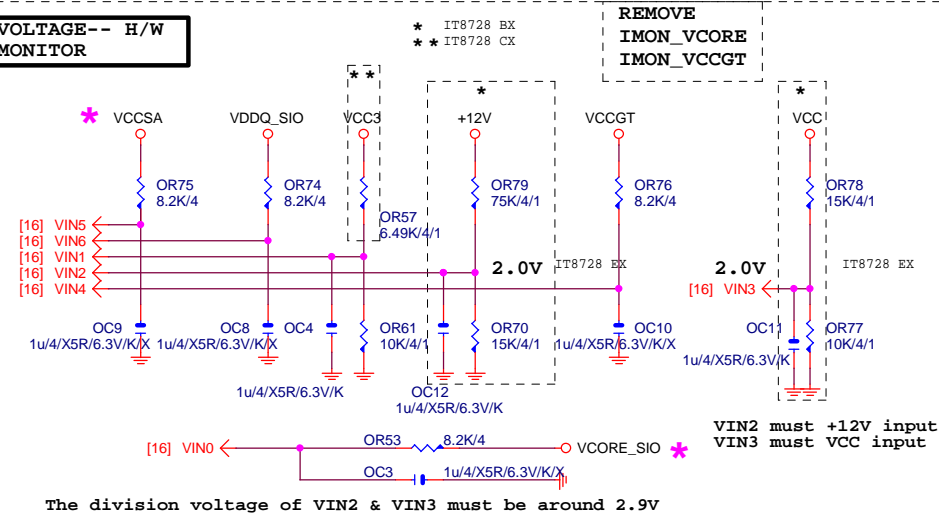 VOLTAGE-- H/W
MONITOR
* IT8728 BX
** IT8728 CX
REMOVE
IMON_VCORE
IMON_VCCGT
**
*
*
* VCCSA
VDDQ_SIO
VCC3
+12V
VCCGT
VCC
OR75
8.2K/4
OR74
8.2K/4
OR57
6.49K/4/1
OR79
75K/4/1
OR76
8.2K/4
OR78
15K/4/1
[16] VIN5
[16] VIN6
[16] VIN1
[16] VIN2
[16] VIN4
2.0V
IT8728 EX
2.0V
IT8728 EX
[16] VIN3
OC9
1u/4/X5R/6.3V/K/X
OC8
1u/4/X5R/6.3V/K/X
OC4
1u/4/X5R/6.3V/K
OR61
10K/4/1
OC12
1u/4/X5R/6.3V/K
OR70
15K/4/1
OC10
1u/4/X5R/6.3V/K/X
OC11
1u/4/X5R/6.3V/K
OR77
10K/4/1
VIN2 must +12V input
VIN3 must VCC input
[16] VIN0
OR53
8.2K/4
VCORE_SIO *
OC3
1u/4/X5R/6.3V/K/X
The division voltage of VIN2 & VIN3 must be around 2.9V